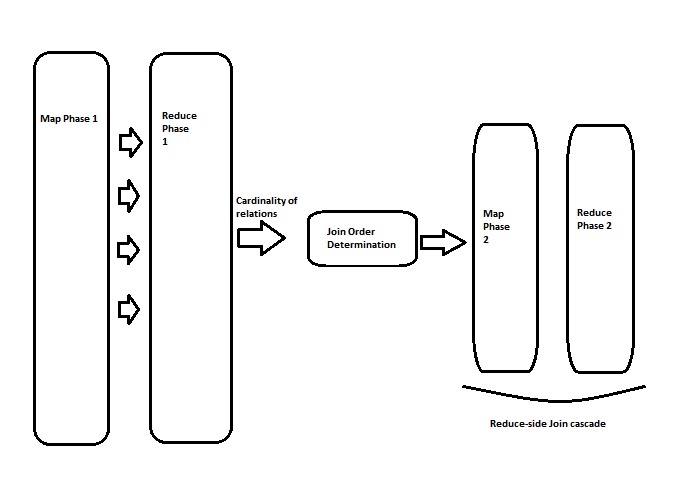 Map Phase 1
Reduce
Phase
1
Cardinality of
relations
Join Order
Determination
Map
Phase
2
Reduce
Phase 2
Reduce-side Join cascade